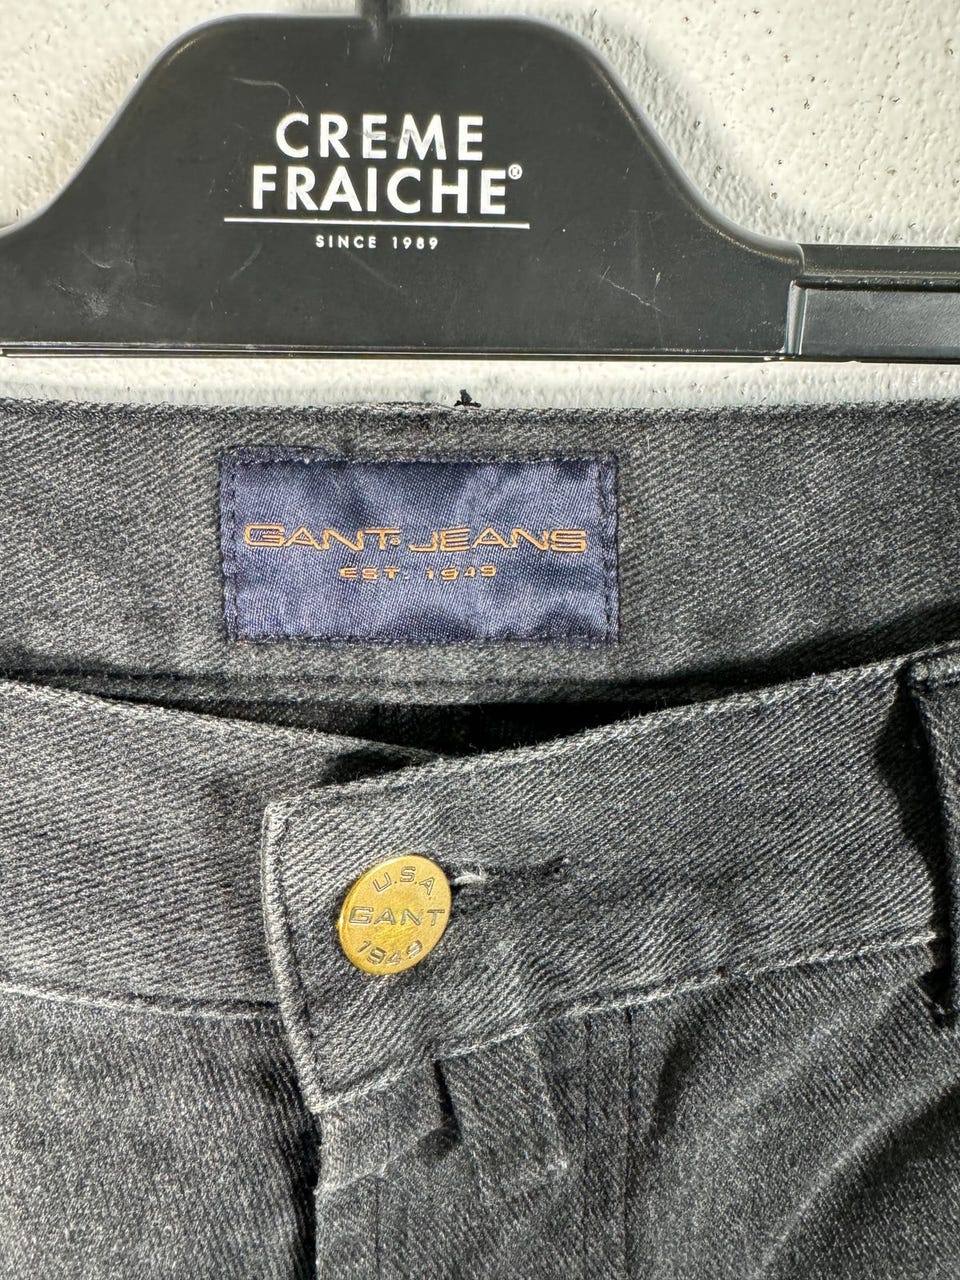 CREME
FRAICHE®
SINCE 1989
GANT® JEANS
EST. 1949
U.S.A.
GANT
1949